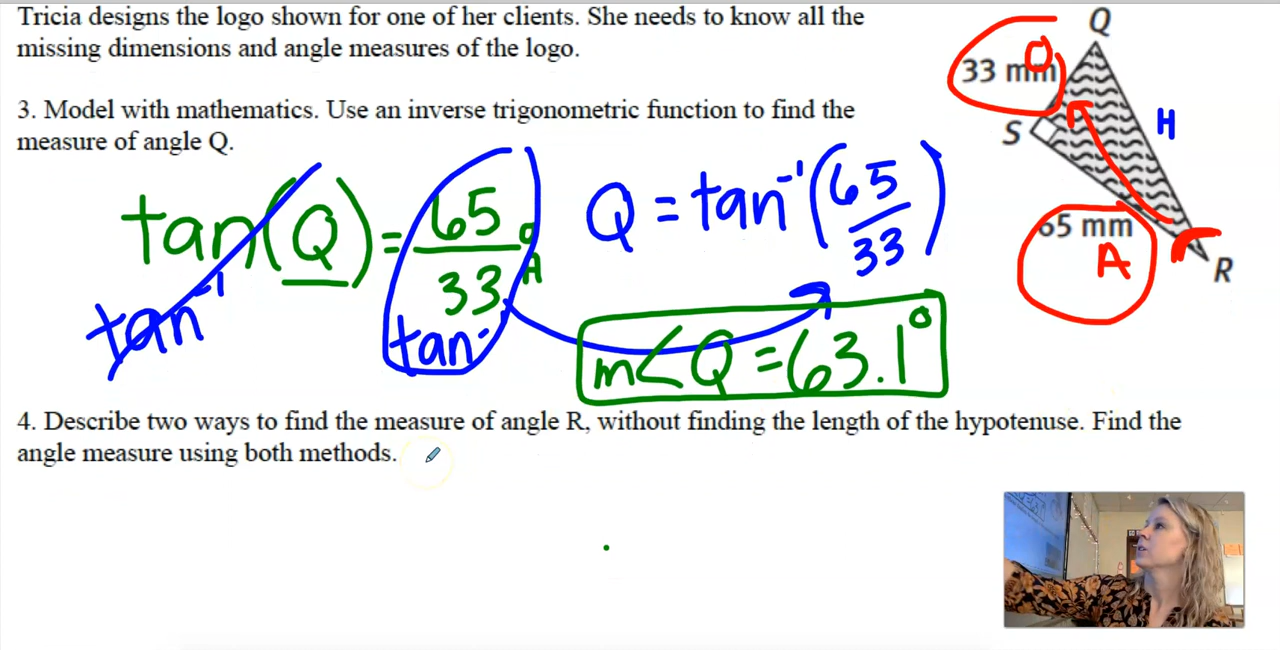 Tricia designs the logo shown for one of her clients. She needs to know all the
missing dimensions and angle measures of the logo.
3. Model with mathematics. Use an inverse trigonometric function to find the
measure of angle Q.
Q
33 mm
O
S
H
65 mm
A
R
tan(Q) = 65/33
O
A
tan⁻¹
tan⁻¹
Q = tan⁻¹(65/33)
m<Q = 63.1°
4. Describe two ways to find the measure of angle R, without finding the length of the hypotenuse. Find the
angle measure using both methods.